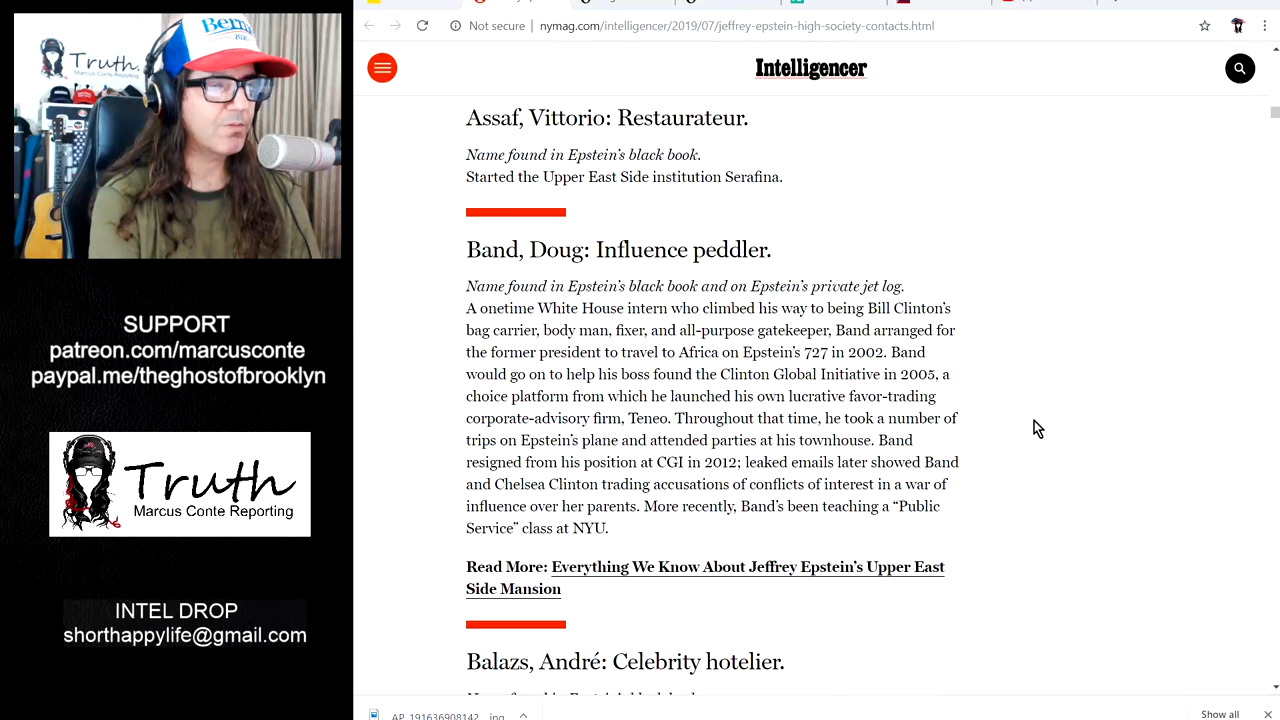 Not secure
nymag.com/intelligencer/2019/07/jeffrey-epstein-high-society-contacts.html
Intelligencer
Assaf, Vittorio: Restaurateur.
Name found in Epstein's black book.
Started the Upper East Side institution Serafina.
Band, Doug: Influence peddler.
Name found in Epstein's black book and on Epstein's private jet log.
A onetime White House intern who climbed his way to being Bill Clinton's
bag carrier, body man, fixer, and all-purpose gatekeeper, Band arranged for
the former president to travel to Africa on Epstein's 727 in 2002. Band
would go on to help his boss found the Clinton Global Initiative in 2005, a
choice platform from which he launched his own lucrative favor-trading
corporate-advisory firm, Teneo. Throughout that time, he took a number of
trips on Epstein's plane and attended parties at his townhouse. Band
resigned from his position at CGI in 2012; leaked emails later showed Band
and Chelsea Clinton trading accusations of conflicts of interest in a war of
influence over her parents. More recently, Band's been teaching a “Public
Service” class at NYU.
Read More: Everything We Know About Jeffrey Epstein's Upper East
Side Mansion
Balazs, André: Celebrity hotelier.
AP_191636908142....jpg
Show all
Bernie
Truth.
Marcus Conte Reporting
SUPPORT
patreon.com/marcusconte
paypal.me/theghostofbrooklyn
Truth
Marcus Conte Reporting
INTEL DROP
shorthappylife@gmail.com